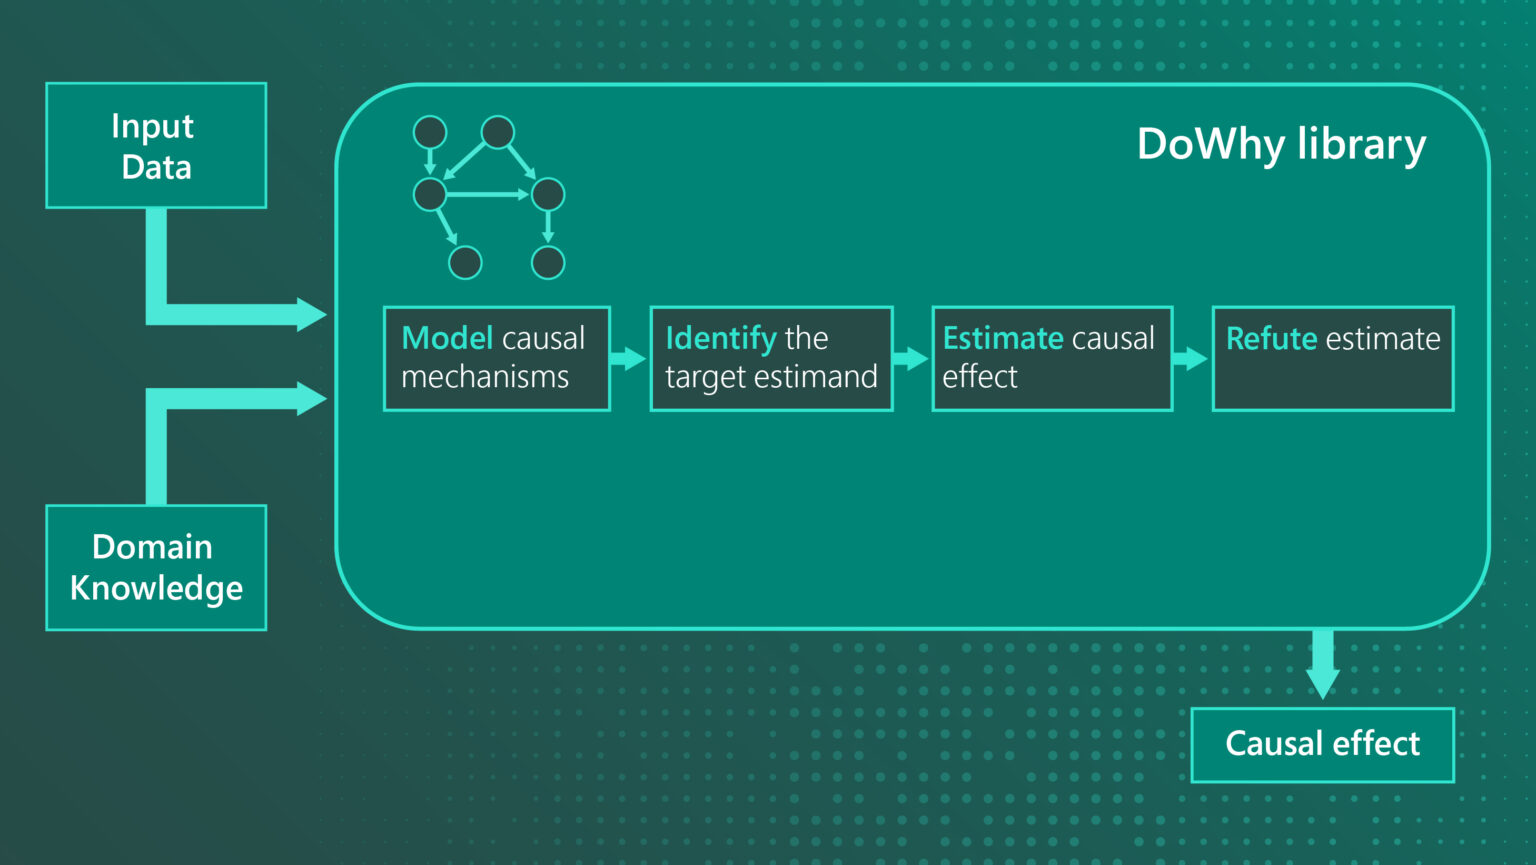 Input
Data
DoWhy library
Model causal
mechanisms
Identify the
target estimand
Estimate causal
effect
Refute estimate
Domain
Knowledge
Causal effect